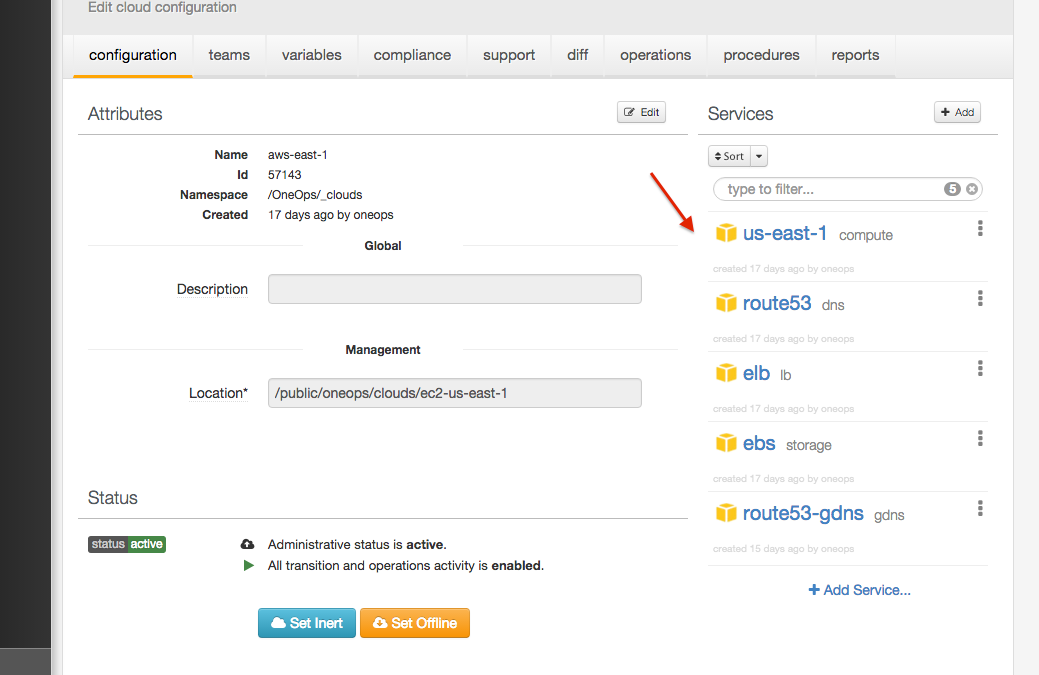 Edit cloud configuration
configuration teams variables compliance support diff operations procedures reports
Attributes
Edit
Name aws-east-1
Id 57143
Namespace /OneOps/_clouds
Created 17 days ago by oneops
Global
Description
Management
Location* /public/oneops/clouds/ec2-us-east-1
Status
status active
Administrative status is active.
All transition and operations activity is enabled.
Set Inert Set Offline
Services
Add
Sort
type to filter... 5
us-east-1 compute
created 17 days ago by oneops
route53 dns
created 17 days ago by oneops
elb lb
created 17 days ago by oneops
ebs storage
created 17 days ago by oneops
route53-gdns gdns
created 15 days ago by oneops
Add Service...